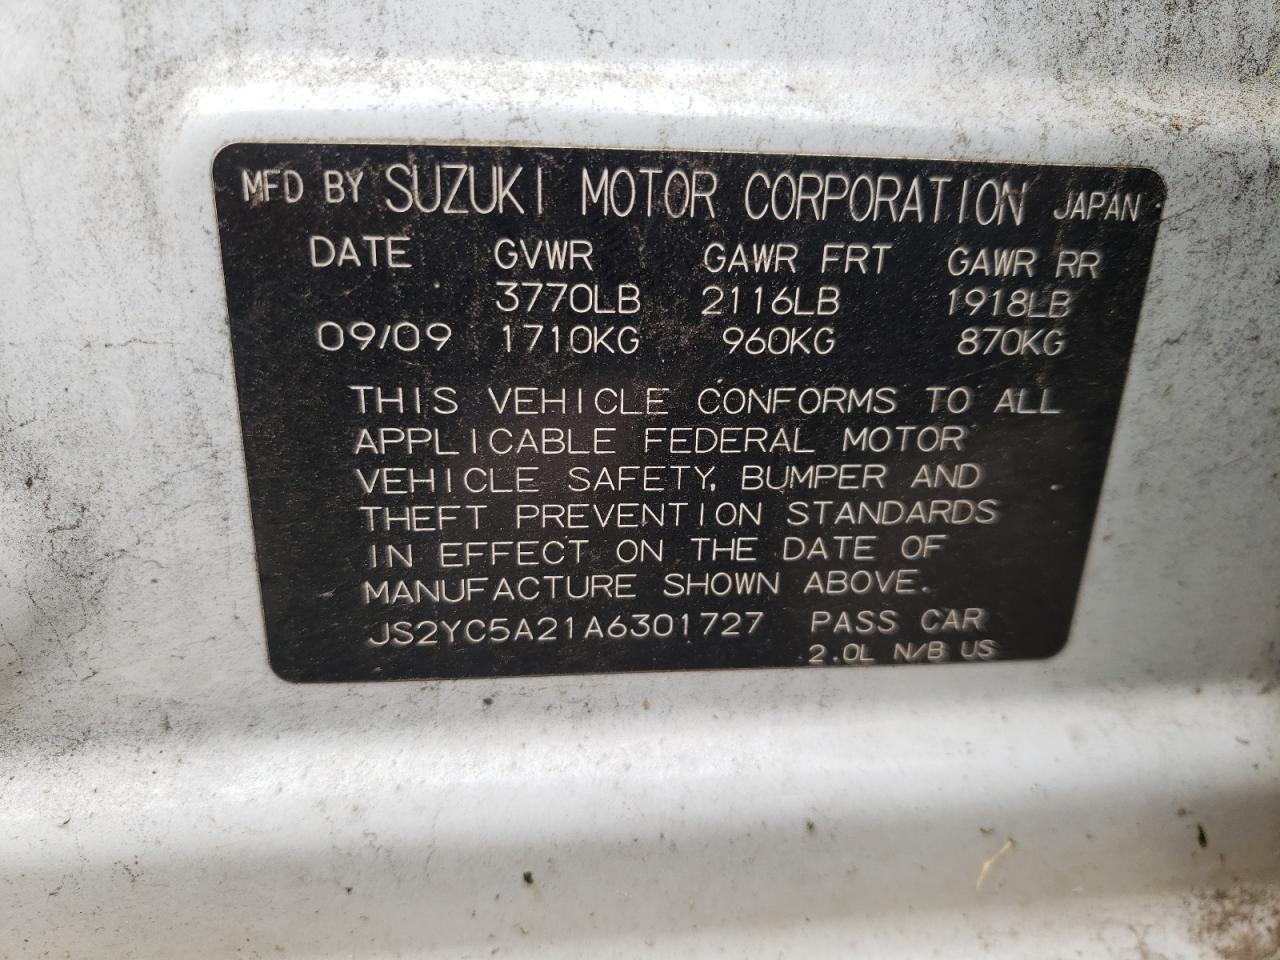 MFD BY SUZUKI MOTOR CORPORATION JAPAN
DATE GVWR GAWR FRT GAWR RR
3770LB 2116LB 1918LB
09/09 1710KG 960KG 870KG
THIS VEHICLE CONFORMS TO ALL
APPLICABLE FEDERAL MOTOR
VEHICLE SAFETY, BUMPER AND
THEFT PREVENTION STANDARDS
IN EFFECT ON THE DATE OF
MANUFACTURE SHOWN ABOVE.
JS2YC5A21A6301727 PASS CAR
2.0L N/B US